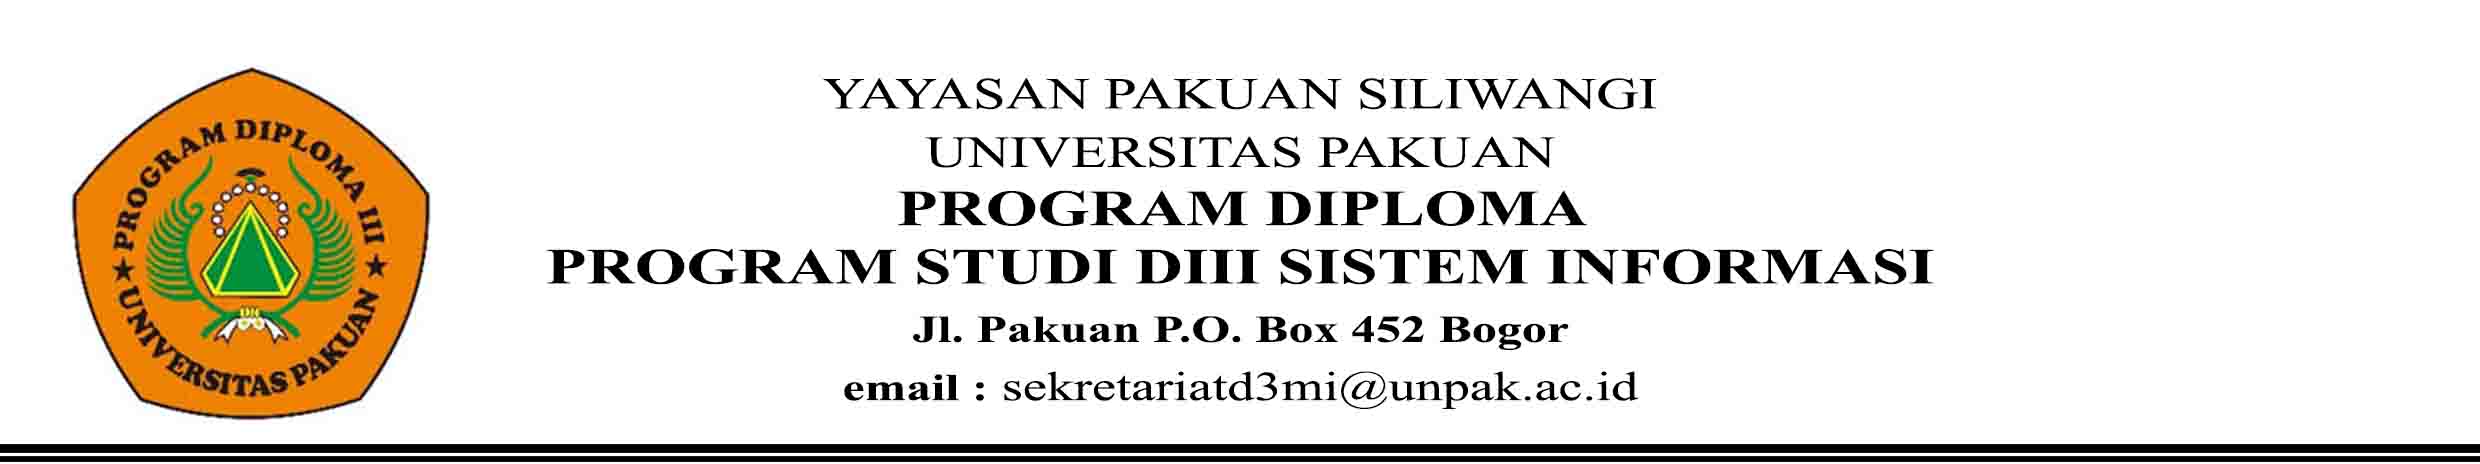 PROGRAM DIPLOMA III
★ UNIVERSITAS PAKUAN ★
YAYASAN PAKUAN SILIWANGI
UNIVERSITAS PAKUAN
PROGRAM DIPLOMA
PROGRAM STUDI DIII SISTEM INFORMASI
Jl. Pakuan P.O. Box 452 Bogor
email : sekretariatd3mi@unpak.ac.id